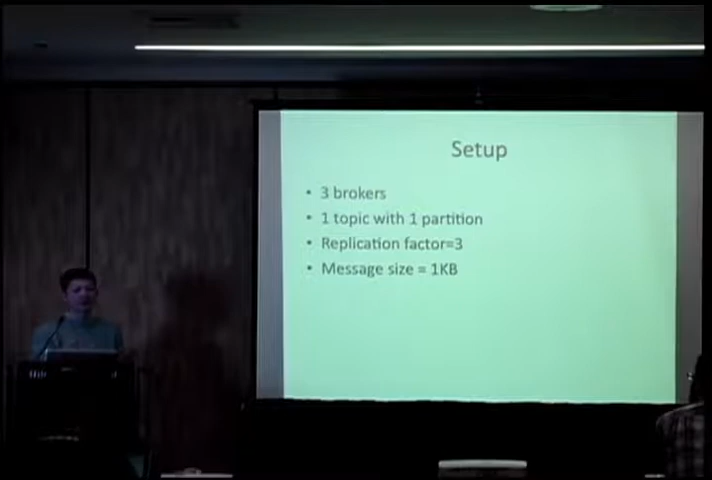 Setup
• 3 brokers
• 1 topic with 1 partition
• Replication factor=3
• Message size = 1KB